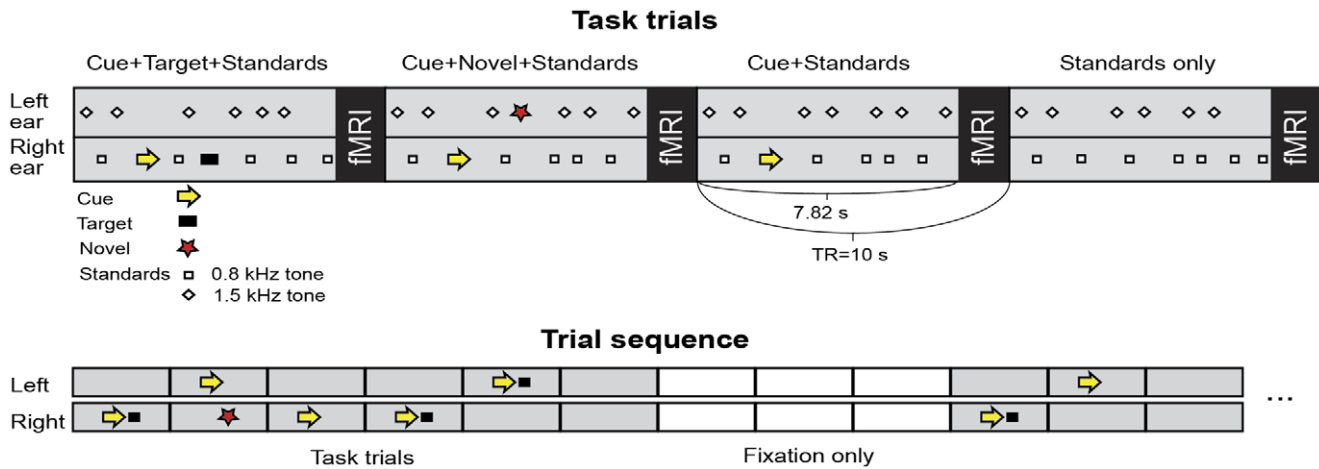 Task trials
Cue+Target+Standards Cue+Novel+Standards Cue+Standards Standards only
Left ear
fMRI fMRI fMRI fMRI
Right ear
Cue
Target
Novel
Standards 0.8 kHz tone
1.5 kHz tone
7.82 s
TR=10 s
Trial sequence
Left
...
Right
Task trials Fixation only